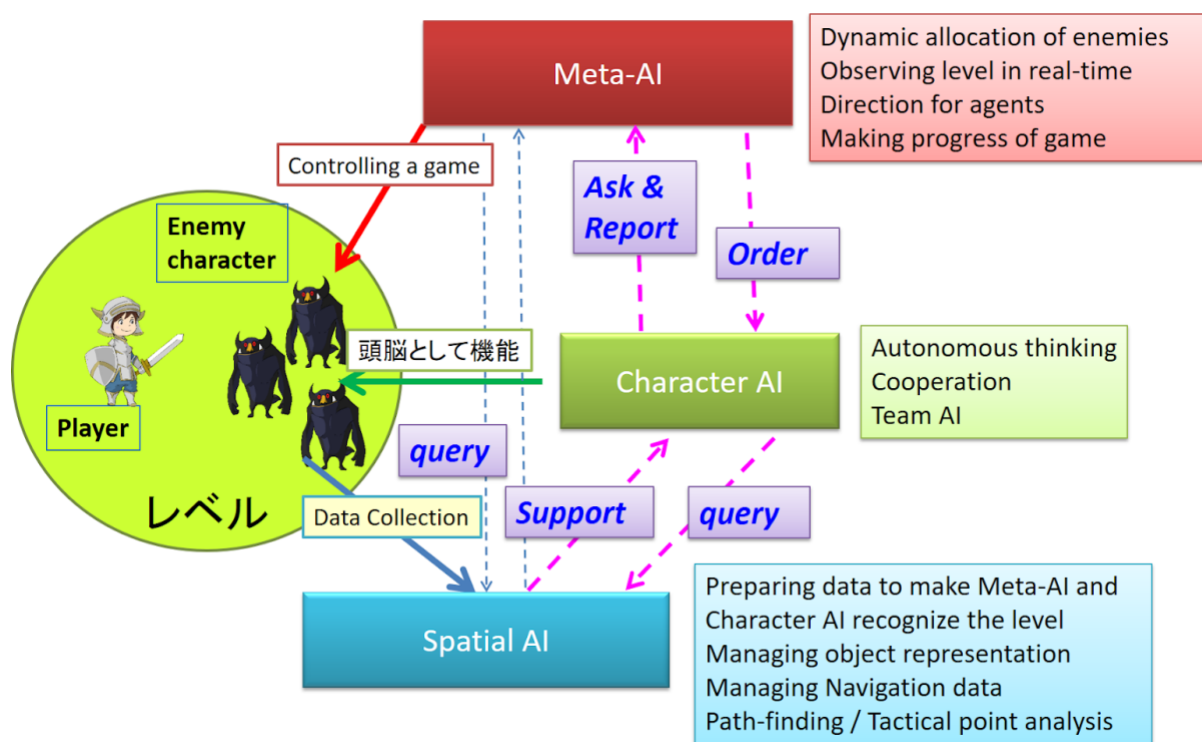 Meta-AI
Dynamic allocation of enemies
Observing level in real-time
Direction for agents
Making progress of game
Controlling a game
Ask &
Report
Order
Enemy
character
Player
頭脳として機能
Character AI
Autonomous thinking
Cooperation
Team AI
レベル
query
Data Collection
Support
query
Spatial AI
Preparing data to make Meta-AI and
Character AI recognize the level
Managing object representation
Managing Navigation data
Path-finding / Tactical point analysis